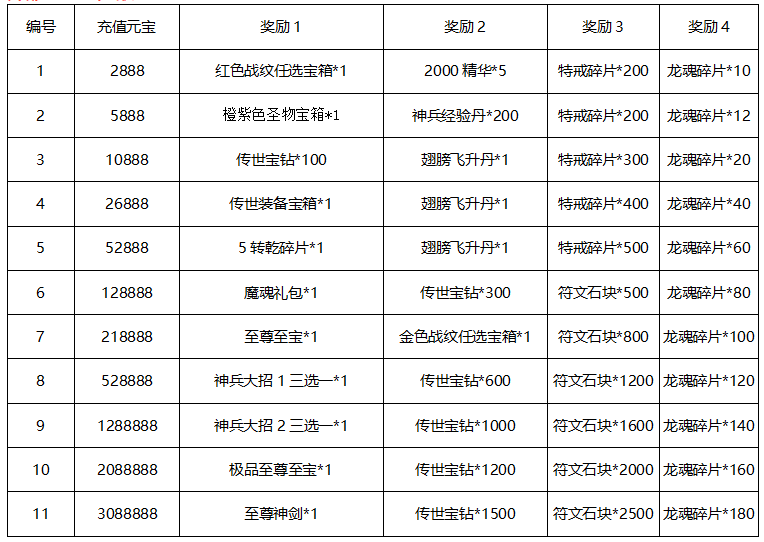 编号 充值元宝 奖励 1 奖励 2 奖励 3 奖励 4
1 2888 红色战纹任选宝箱*1 2000 精华*5 特戒碎片*200 龙魂碎片*10
2 5888 橙紫色圣物宝箱*1 神兵经验丹*200 特戒碎片*200 龙魂碎片*12
3 10888 传世宝钻*100 翅膀飞升丹*1 特戒碎片*300 龙魂碎片*20
4 26888 传世装备宝箱*1 翅膀飞升丹*1 特戒碎片*400 龙魂碎片*40
5 52888 5 转乾碎片*1 翅膀飞升丹*1 特戒碎片*500 龙魂碎片*60
6 128888 魔魂礼包*1 传世宝钻*300 符文石块*500 龙魂碎片*80
7 218888 至尊至宝*1 金色战纹任选宝箱*1 符文石块*800 龙魂碎片*100
8 528888 神兵大招 1 三选一*1 传世宝钻*600 符文石块*1200 龙魂碎片*120
9 1288888 神兵大招 2 三选一*1 传世宝钻*1000 符文石块*1600 龙魂碎片*140
10 2088888 极品至尊至宝*1 传世宝钻*1200 符文石块*2000 龙魂碎片*160
11 3088888 至尊神剑*1 传世宝钻*1500 符文石块*2500 龙魂碎片*180